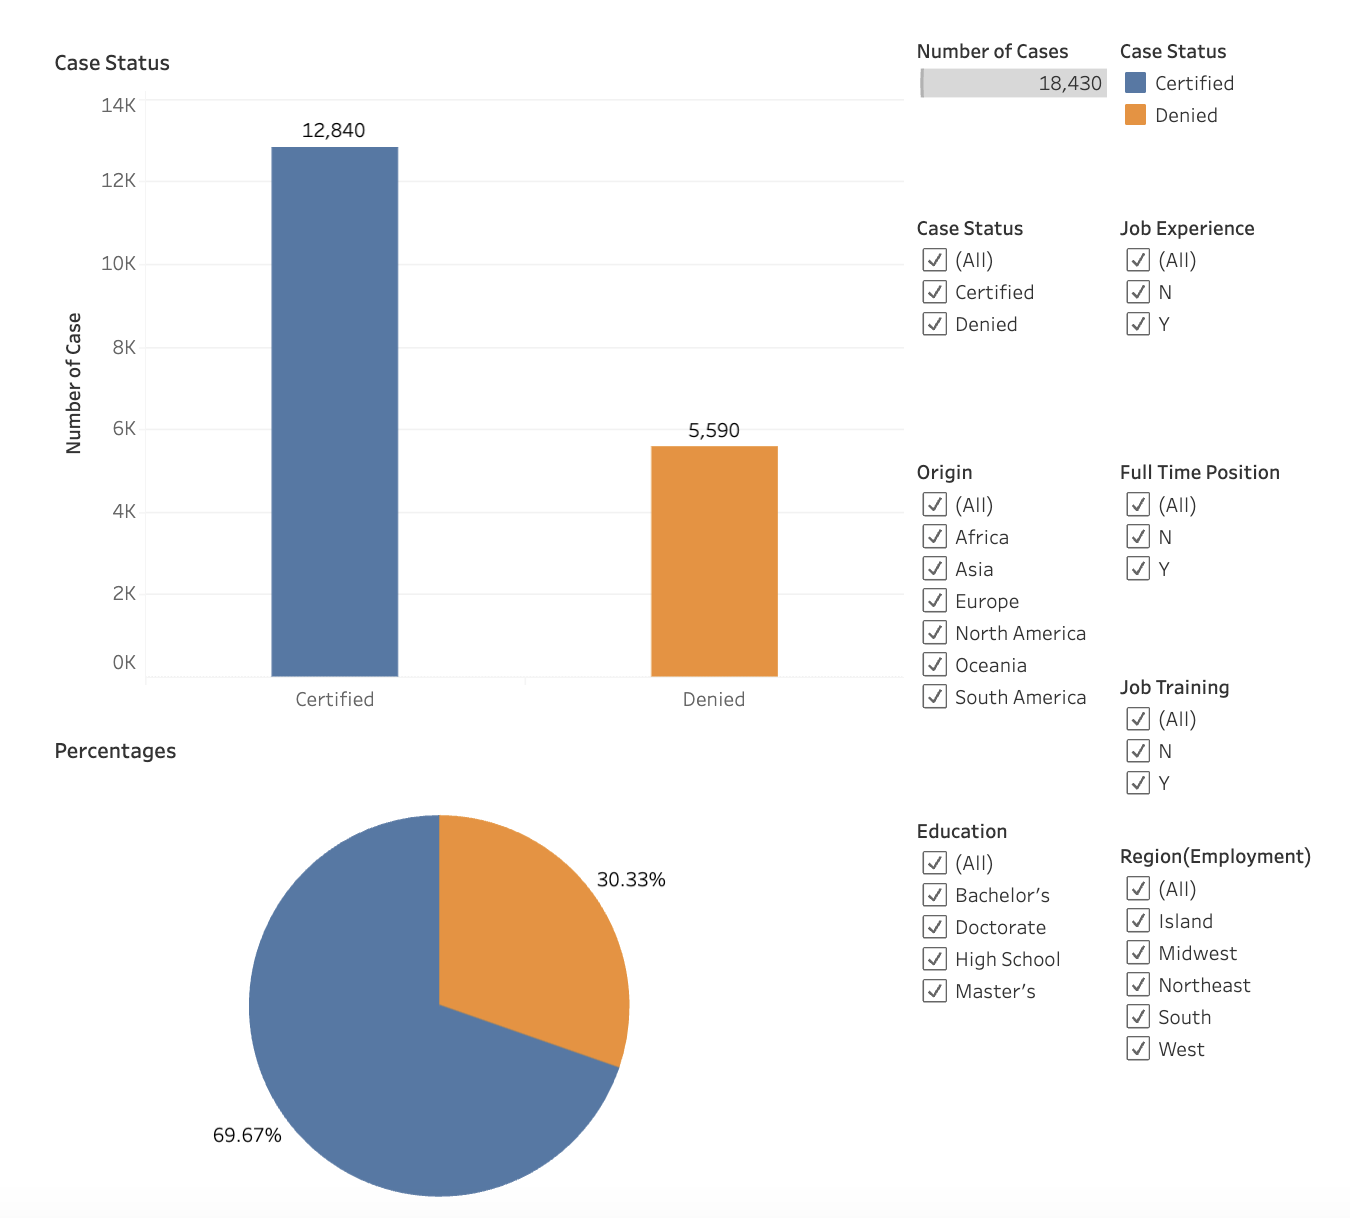 Case Status
14K
12K
10K
8K
6K
4K
2K
0K
Number of Case
12,840
5,590
Certified
Denied
Percentages
30.33%
69.67%
Number of Cases
18,430
Case Status
Certified
Denied
Case Status
(All)
Certified
Denied
Job Experience
(All)
N
Y
Origin
(All)
Africa
Asia
Europe
North America
Oceania
South America
Full Time Position
(All)
N
Y
Job Training
(All)
N
Y
Education
(All)
Bachelor’s
Doctorate
High School
Master’s
Region(Employment)
(All)
Island
Midwest
Northeast
South
West